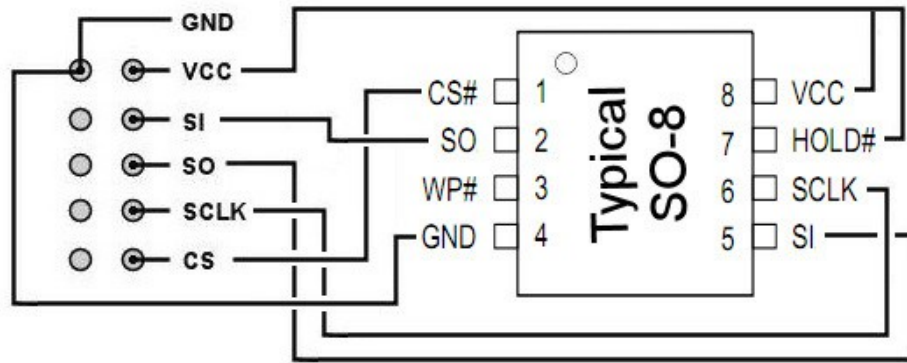 GND
VCC
SI
SO
SCLK
CS
CS# 1
SO 2
WP# 3
GND 4
Typical
SO-8
8 VCC
7 HOLD#
6 SCLK
5 SI